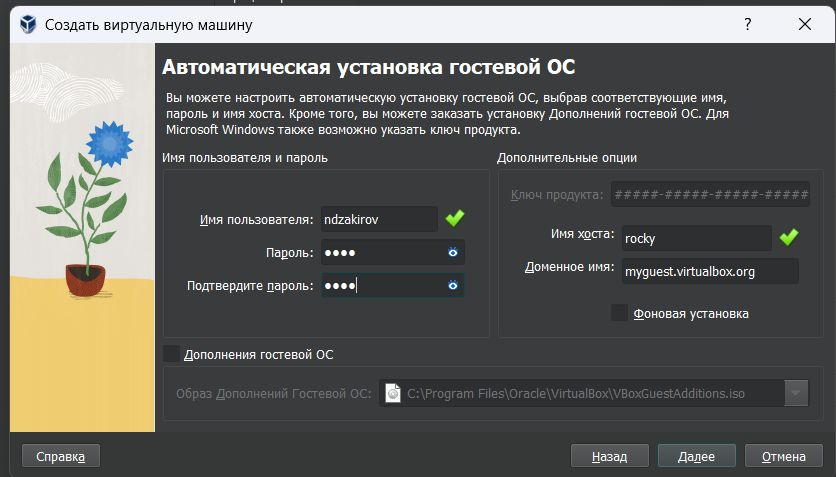 Создать виртуальную машину
?
Автоматическая установка гостевой ОС
Вы можете настроить автоматическую установку гостевой ОС, выбрав соответствующие имя,
пароль и имя хоста. Кроме того, вы можете заказать установку Дополнений гостевой ОС. Для
Microsoft Windows также возможно указать ключ продукта.
Имя пользователя и пароль
Имя пользователя: ndzakirov
Пароль: ●●●●
Подтвердите пароль: ●●●●
Дополнительные опции
Ключ продукта: #####-#####-#####-#####
Имя хоста: rocky
Доменное имя: myguest.virtualbox.org
Фоновая установка
Дополнения гостевой ОС
Образ Дополнений Гостевой ОС: C:\Program Files\Oracle\VirtualBox\VBoxGuestAdditions.iso
Справка
Назад
Далее
Отмена